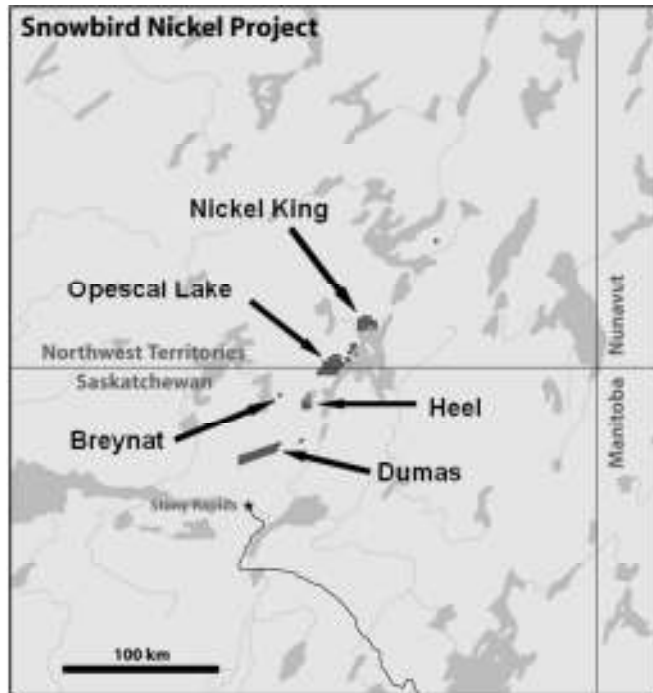 Snowbird Nickel Project
Nickel King
Opescal Lake
Northwest Territories
Saskatchewan
Nunavut
Manitoba
Breynat
Heel
Dumas
Stony Rapids
100 km